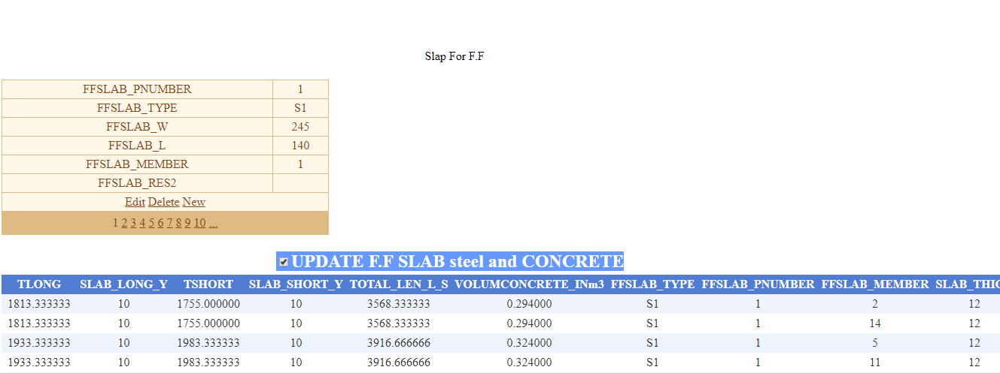 Slap For F.F
FFSLAB_PNUMBER 1
FFSLAB_TYPE S1
FFSLAB_W 245
FFSLAB_L 140
FFSLAB_MEMBER 1
FFSLAB_RES2
Edit Delete New
1 2 3 4 5 6 7 8 9 10 ...
UPDATE F.F SLAB steel and CONCRETE
TLONG SLAB_LONG_Y TSHORT SLAB_SHORT_Y TOTAL_LEN_L_S VOLUMCONCRETE_INm3 FFSLAB_TYPE FFSLAB_PNUMBER FFSLAB_MEMBER SLAB_THIC
1813.333333 10 1755.000000 10 3568.333333 0.294000 S1 1 2 12
1813.333333 10 1755.000000 10 3568.333333 0.294000 S1 1 14 12
1933.333333 10 1983.333333 10 3916.666666 0.324000 S1 1 5 12
1933.333333 10 1983.333333 10 3916.666666 0.324000 S1 1 11 12